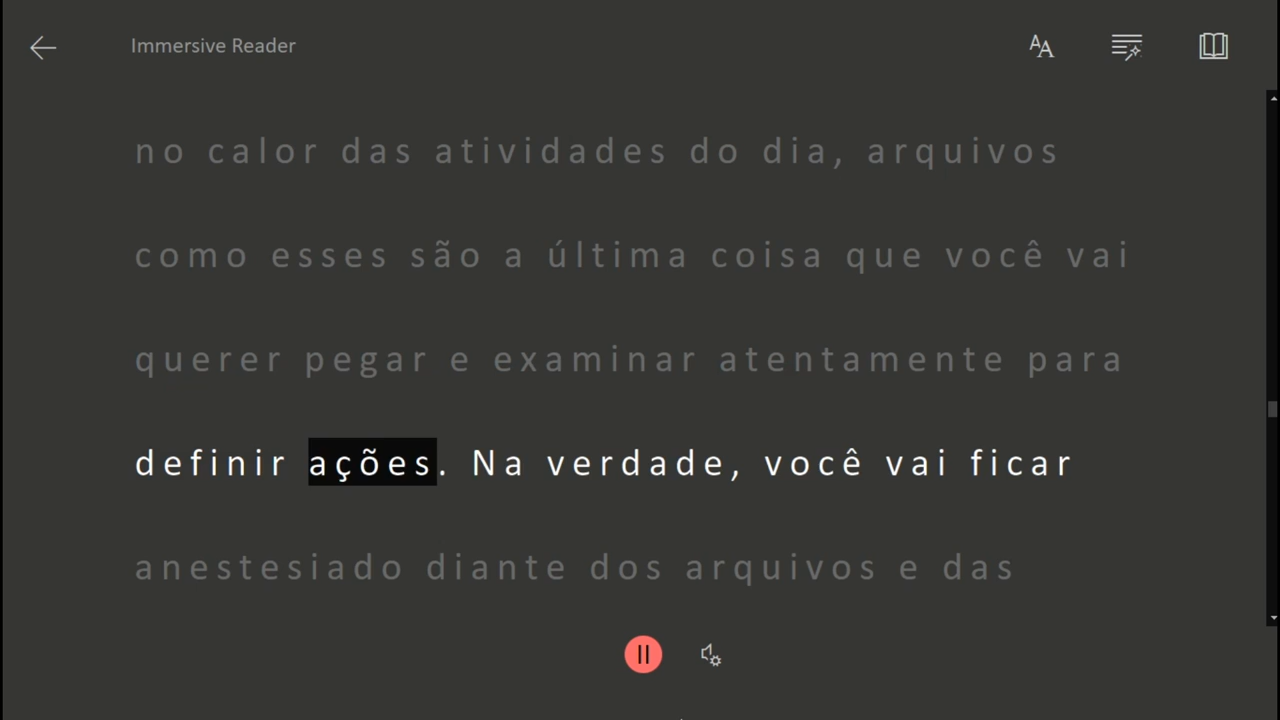 Immersive Reader
no calor das atividades do dia, arquivos
como esses são a última coisa que você vai
querer pegar e examinar atentamente para
definir ações. Na verdade, você vai ficar
anestesiado diante dos arquivos e das